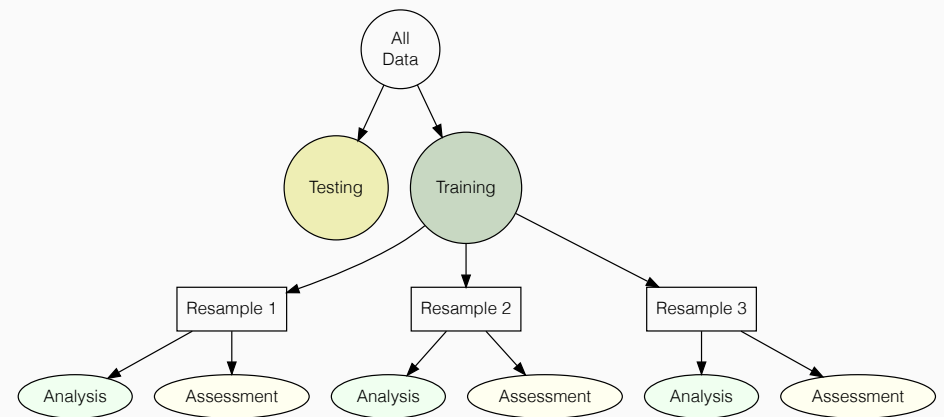 All
Data
Testing
Training
Resample 1
Resample 2
Resample 3
Analysis
Assessment
Analysis
Assessment
Analysis
Assessment